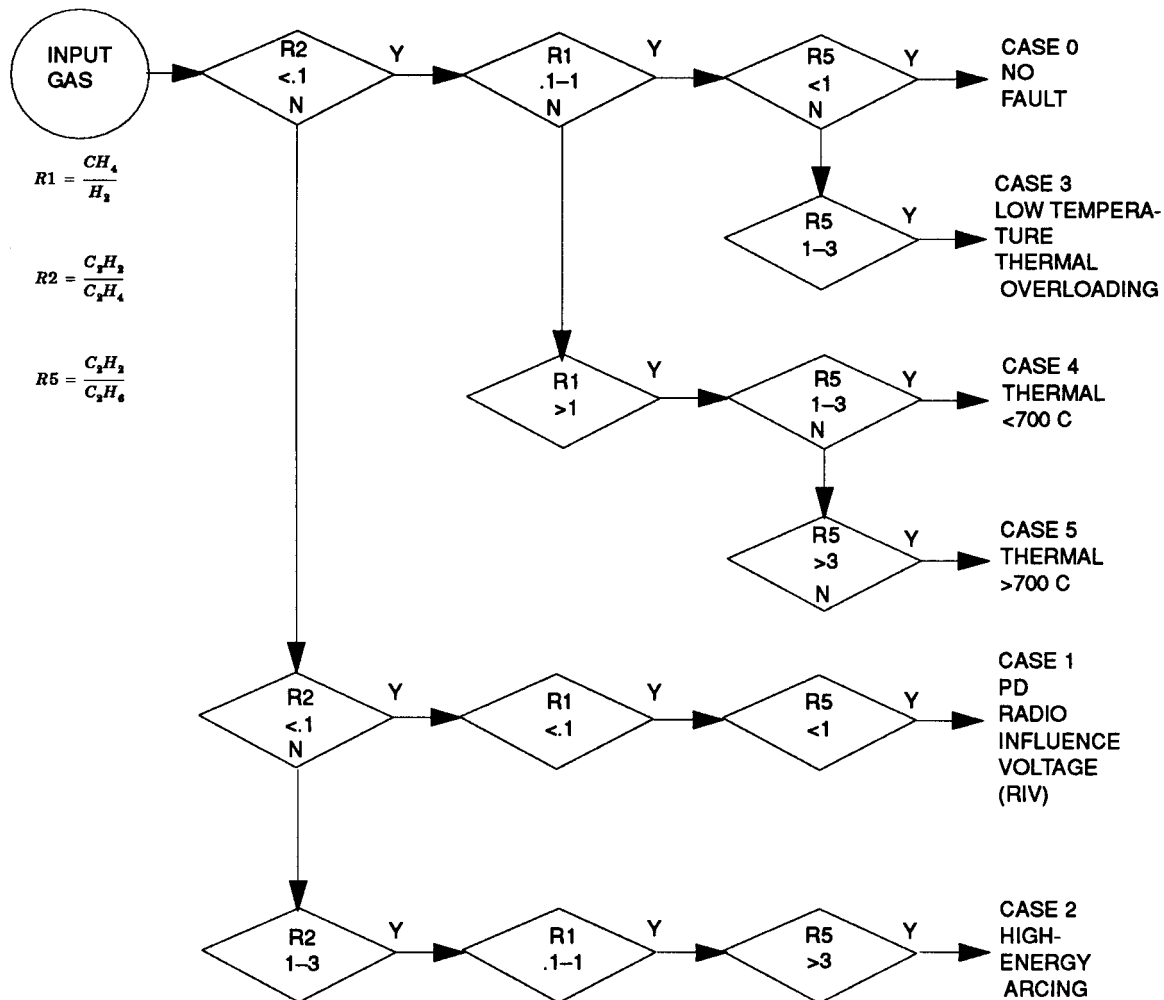 INPUT
GAS
R2
<.1
N
Y
R1
.1–1
N
Y
R5
<1
N
Y
CASE 0
NO
FAULT
R1 = CH₄/H₂
R2 = C₂H₂/C₂H₄
R5 = C₂H₂/C₂H₆
R5
1–3
Y
CASE 3
LOW TEMPERA-
TURE
THERMAL
OVERLOADING
R1
>1
Y
R5
1–3
N
Y
CASE 4
THERMAL
<700 C
R5
>3
N
Y
CASE 5
THERMAL
>700 C
R2
<.1
N
Y
R1
<.1
Y
R5
<1
Y
CASE 1
PD
RADIO
INFLUENCE
VOLTAGE
(RIV)
R2
1–3
Y
R1
.1–1
Y
R5
>3
Y
CASE 2
HIGH-
ENERGY
ARCING